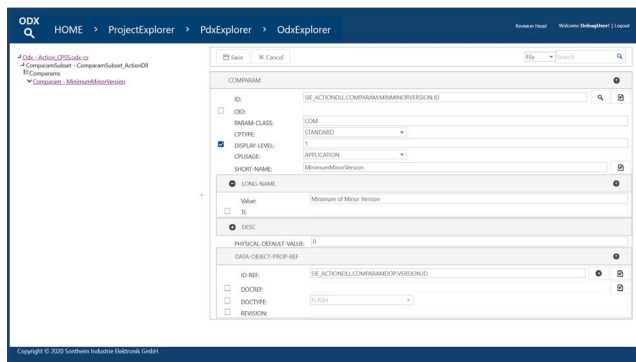 ODX
HOME > ProjectExplorer > PdxExplorer > OdxExplorer
Revision Head Welcome DebugUser! | Logout
Odx - Action_CPSS.odx-cs
ComparamSubset - ComparamSubset_ActionDll
Comparams
Comparam - MinimumMinorVersion
Save Cancel File Search
COMPARAM
ID: SIE_ACTIONDLL.COMPARAM.MINMINORVERSION.ID
OID:
PARAM-CLASS: COM
CPTYPE: STANDARD
DISPLAY-LEVEL: 1
CPUSAGE: APPLICATION
SHORT-NAME: MinimumMinorVersion
LONG-NAME
Value: Minimum of Minor Version
TI:
DESC
PHYSICAL-DEFAULT-VALUE: 0
DATA-OBJECT-PROP-REF
ID-REF: SIE_ACTIONDLL.COMPARAMDOP.VERSION.ID
DOCREF:
DOCTYPE: FLASH
REVISION:
Copyright © 2020 Sontheim Industrie Elektronik GmbH